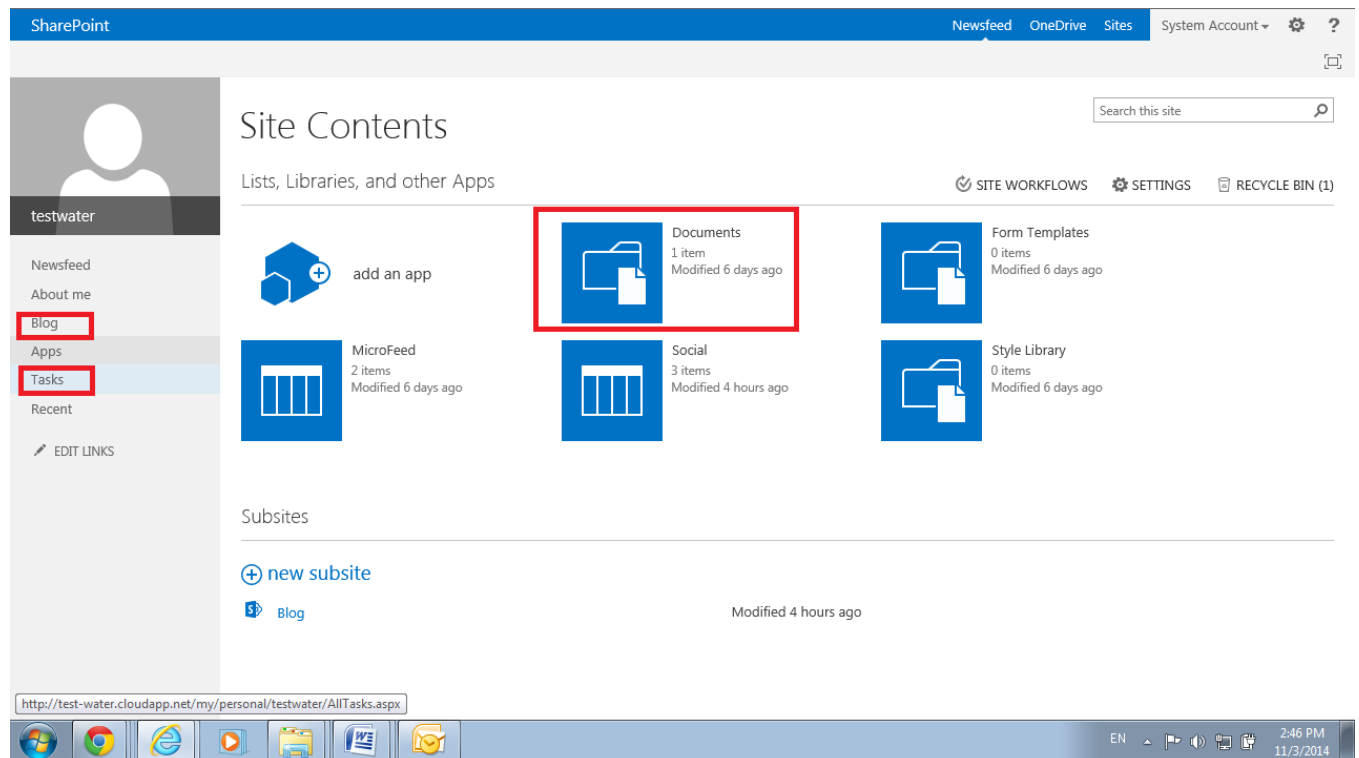 SharePoint
Newsfeed OneDrive Sites System Account ?
Site Contents
Search this site
Lists, Libraries, and other Apps
SITE WORKFLOWS SETTINGS RECYCLE BIN (1)
testwater
Newsfeed
About me
Blog
Apps
Tasks
Recent
EDIT LINKS
add an app
Documents
1 item
Modified 6 days ago
Form Templates
0 items
Modified 6 days ago
MicroFeed
2 items
Modified 6 days ago
Social
3 items
Modified 4 hours ago
Style Library
0 items
Modified 6 days ago
Subsites
new subsite
Blog Modified 4 hours ago
http://test-water.cloudapp.net/my/personal/testwater/AllTasks.aspx
EN
2:46 PM
11/3/2014